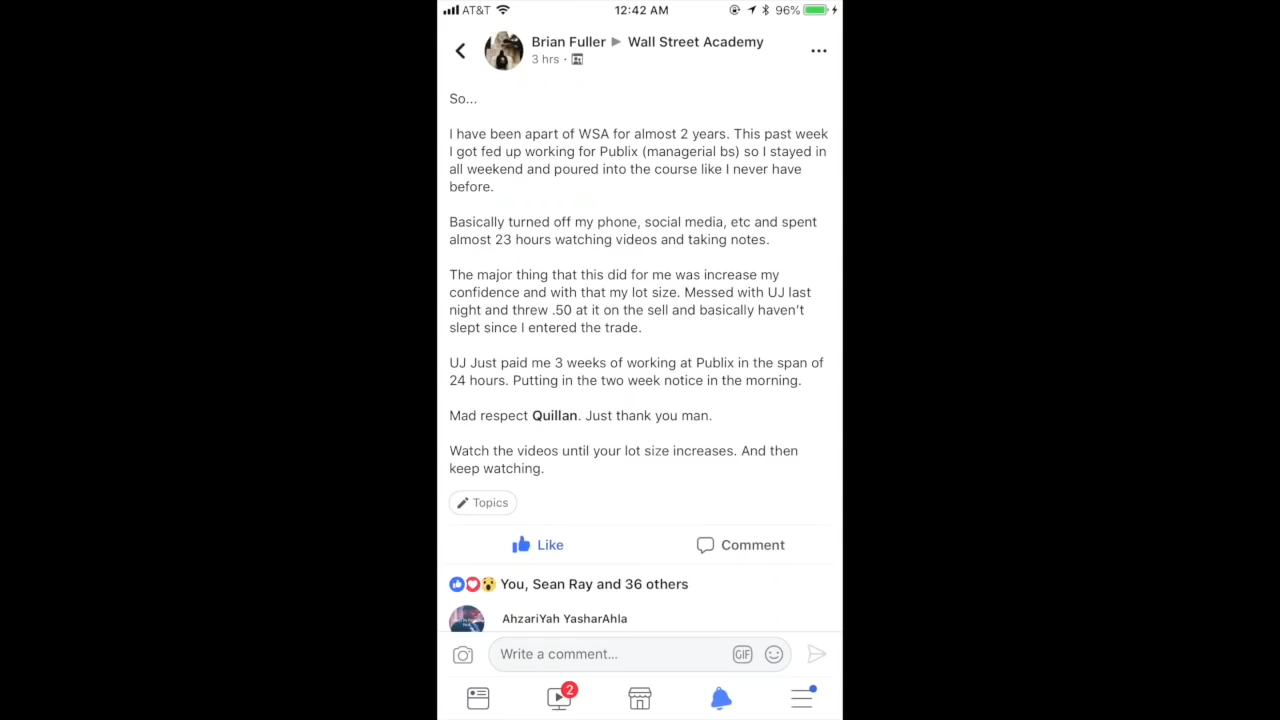 AT&T 12:42 AM 96%
Brian Fuller ▶ Wall Street Academy
3 hrs ·
So...
I have been apart of WSA for almost 2 years. This past week
I got fed up working for Publix (managerial bs) so I stayed in
all weekend and poured into the course like I never have
before.
Basically turned off my phone, social media, etc and spent
almost 23 hours watching videos and taking notes.
The major thing that this did for me was increase my
confidence and with that my lot size. Messed with UJ last
night and threw .50 at it on the sell and basically haven't
slept since I entered the trade.
UJ Just paid me 3 weeks of working at Publix in the span of
24 hours. Putting in the two week notice in the morning.
Mad respect Quillan. Just thank you man.
Watch the videos until your lot size increases. And then
keep watching.
Topics
Like Comment
You, Sean Ray and 36 others
AhzariYah YasharAhla
Write a comment... GIF
2